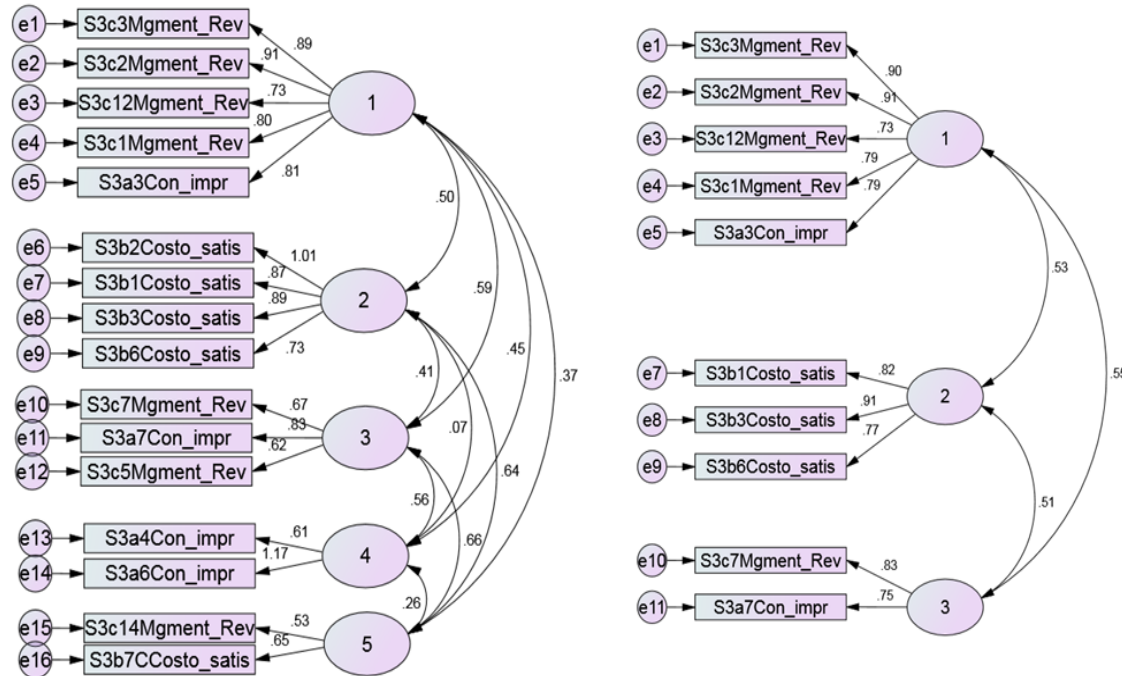 e1 S3c3Mgment_Rev .89
e2 S3c2Mgment_Rev .91
e3 S3c12Mgment_Rev .73
e4 S3c1Mgment_Rev .80
e5 S3a3Con_impr .81
1
.50
e6 S3b2Costo_satis 1.01
e7 S3b1Costo_satis .87
e8 S3b3Costo_satis .89
e9 S3b6Costo_satis .73
2
.59
.45
.37
.41
.07
e10 S3c7Mgment_Rev .67
e11 S3a7Con_impr .83
e12 S3c5Mgment_Rev .62
3
.64
.56
.66
e13 S3a4Con_impr .61
e14 S3a6Con_impr 1.17
4
.26
e15 S3c14Mgment_Rev .53
e16 S3b7CCosto_satis .65
5
e1 S3c3Mgment_Rev .90
e2 S3c2Mgment_Rev .91
e3 S3c12Mgment_Rev .73
e4 S3c1Mgment_Rev .79
e5 S3a3Con_impr .79
1
.53
e7 S3b1Costo_satis .82
e8 S3b3Costo_satis .91
e9 S3b6Costo_satis .77
2
.51
e10 S3c7Mgment_Rev .83
e11 S3a7Con_impr .75
3